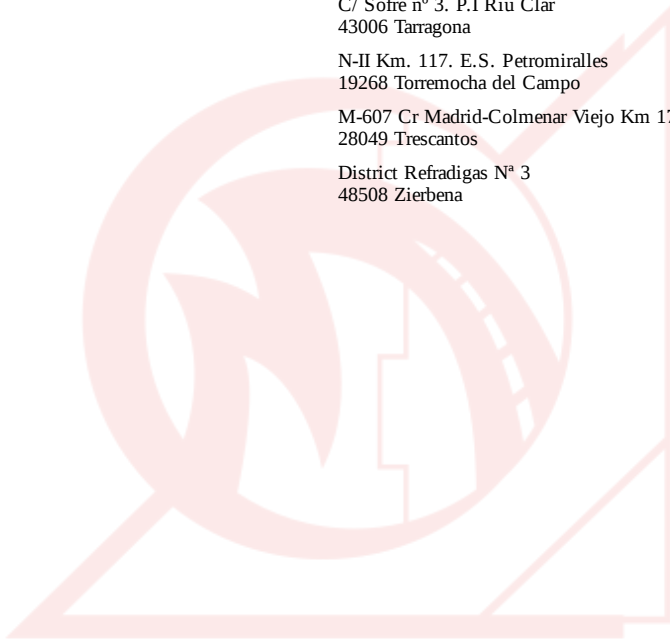 C/ Sofre nº 3. P.I Riu Clar
43006 Tarragona
N-II Km. 117. E.S. Petromiralles
19268 Torremocha del Campo
M-607 Cr Madrid-Colmenar Viejo Km 17
28049 Trescantos
District Refradigas Nª 3
48508 Zierbena